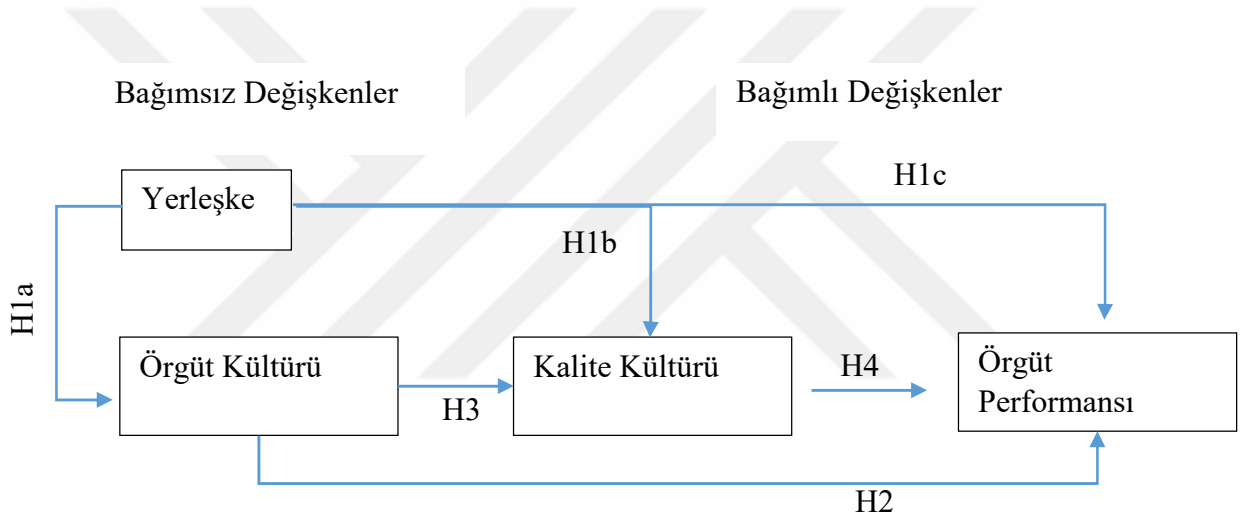 Bağımsız Değişkenler
Bağımlı Değişkenler
H1c
Yerleşke
H1b
H1a
Örgüt Kültürü
Kalite Kültürü
Örgüt
Performansı
H3
H4
H2